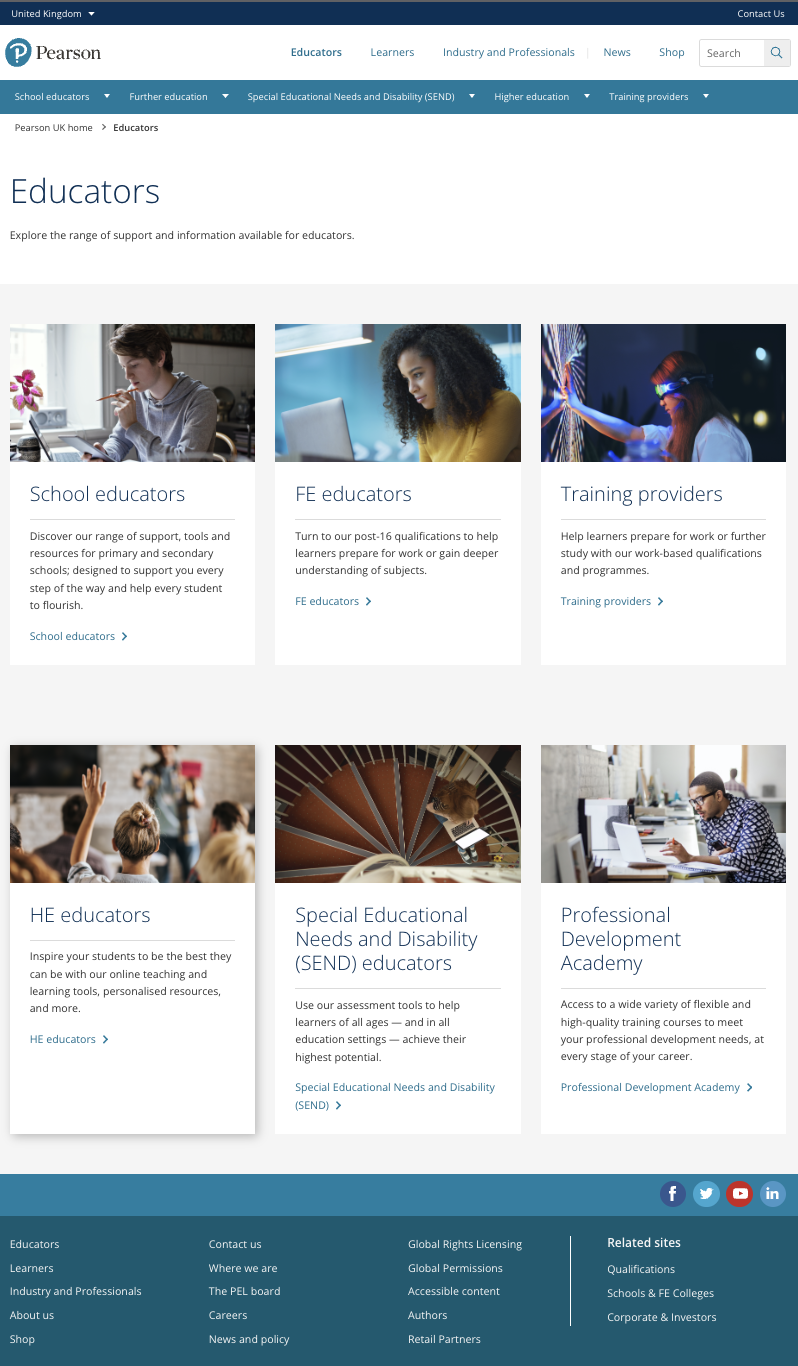 United Kingdom
Contact Us
Pearson
Educators
Learners
Industry and Professionals
News
Shop
Search
School educators
Further education
Special Educational Needs and Disability (SEND)
Higher education
Training providers
Pearson UK home
Educators
Educators
Explore the range of support and information available for educators.
School educators
Discover our range of support, tools and
resources for primary and secondary
schools; designed to support you every
step of the way and help every student
to flourish.
School educators
FE educators
Turn to our post-16 qualifications to help
learners prepare for work or gain deeper
understanding of subjects.
FE educators
Training providers
Help learners prepare for work or further
study with our work-based qualifications
and programmes.
Training providers
HE educators
Inspire your students to be the best they
can be with our online teaching and
learning tools, personalised resources,
and more.
HE educators
Special Educational
Needs and Disability
(SEND) educators
Use our assessment tools to help
learners of all ages — and in all
education settings — achieve their
highest potential.
Special Educational Needs and Disability
(SEND)
Professional
Development
Academy
Access to a wide variety of flexible and
high-quality training courses to meet
your professional development needs, at
every stage of your career.
Professional Development Academy
Educators
Learners
Industry and Professionals
About us
Shop
Contact us
Where we are
The PEL board
Careers
News and policy
Global Rights Licensing
Global Permissions
Accessible content
Authors
Retail Partners
Related sites
Qualifications
Schools & FE Colleges
Corporate & Investors